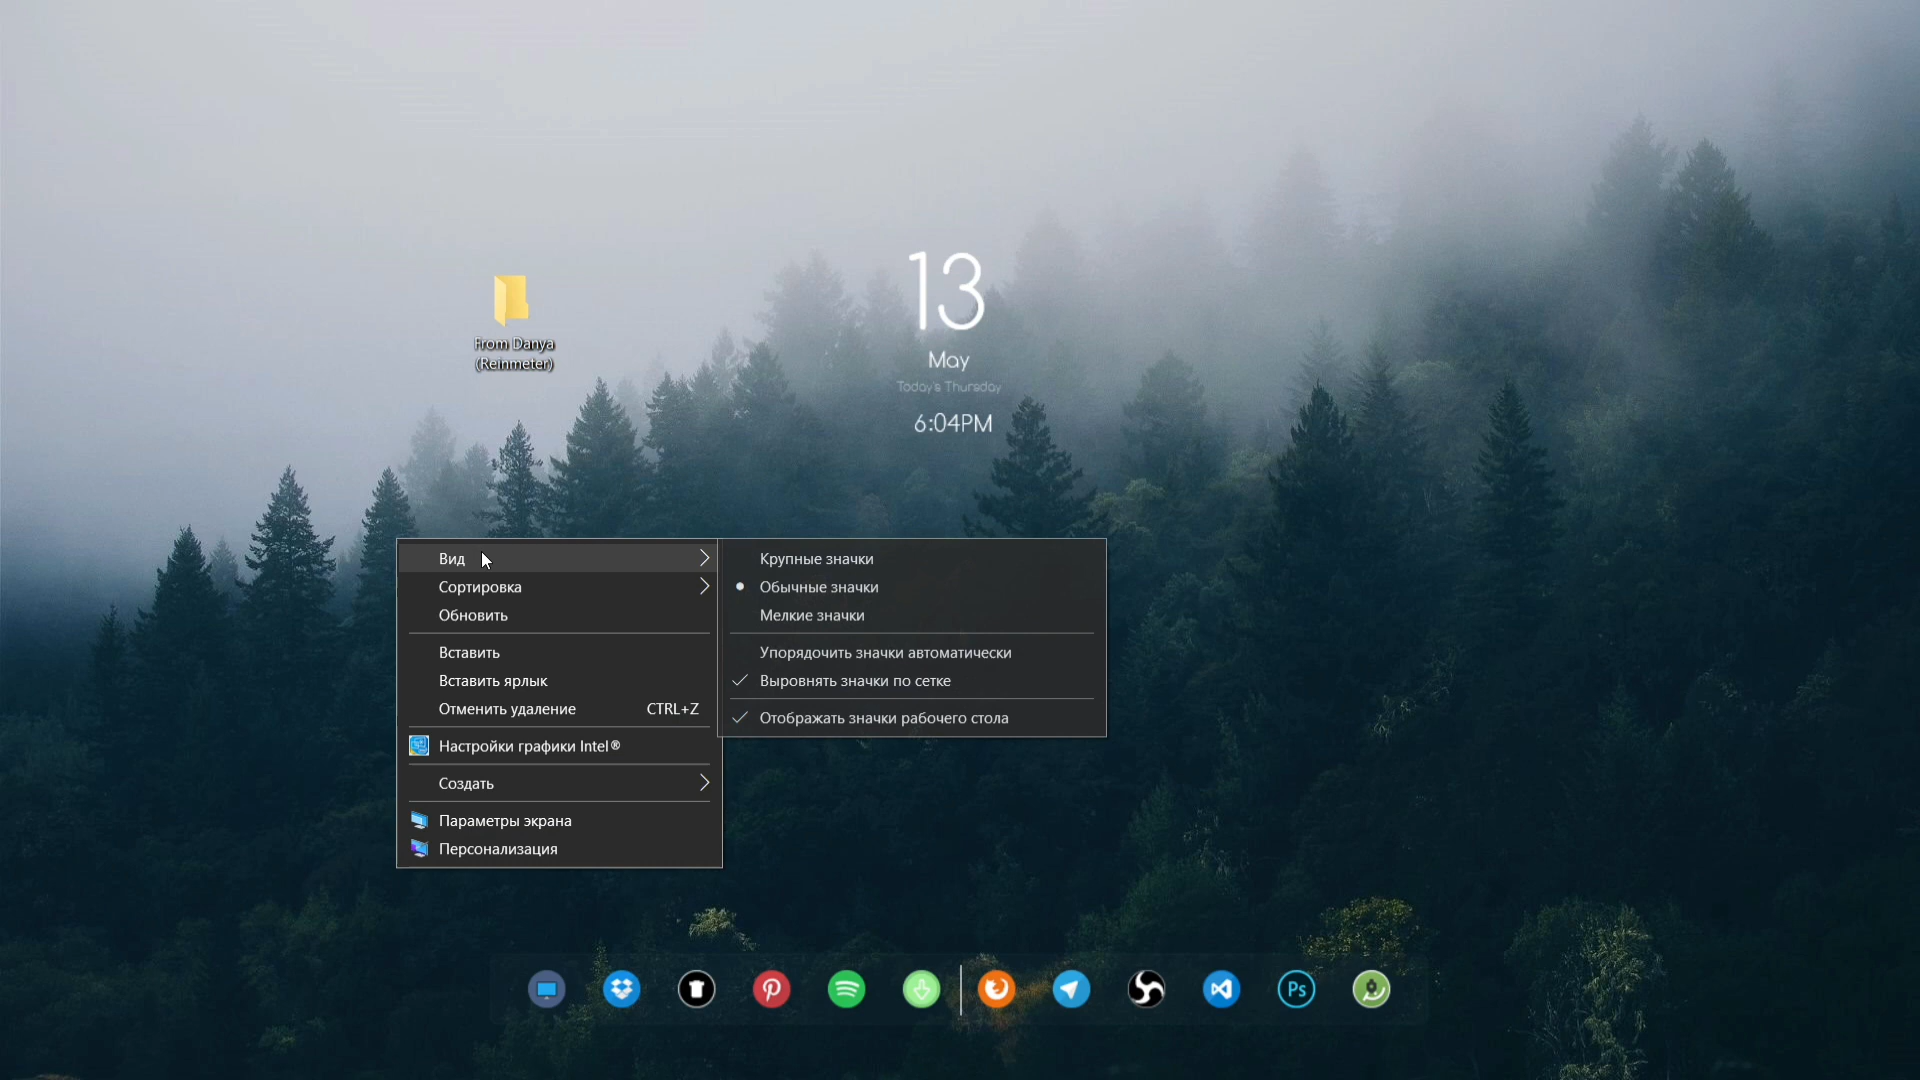 13
May
Today's Thursday
6:04PM
From Danya
(Reinmeter)
Вид
Сортировка
Обновить
Вставить
Вставить ярлык
Отменить удаление CTRL+Z
Настройки графики Intel®
Создать
Параметры экрана
Персонализация
Крупные значки
Обычные значки
Мелкие значки
Упорядочить значки автоматически
Выровнять значки по сетке
Отображать значки рабочего стола
Ps